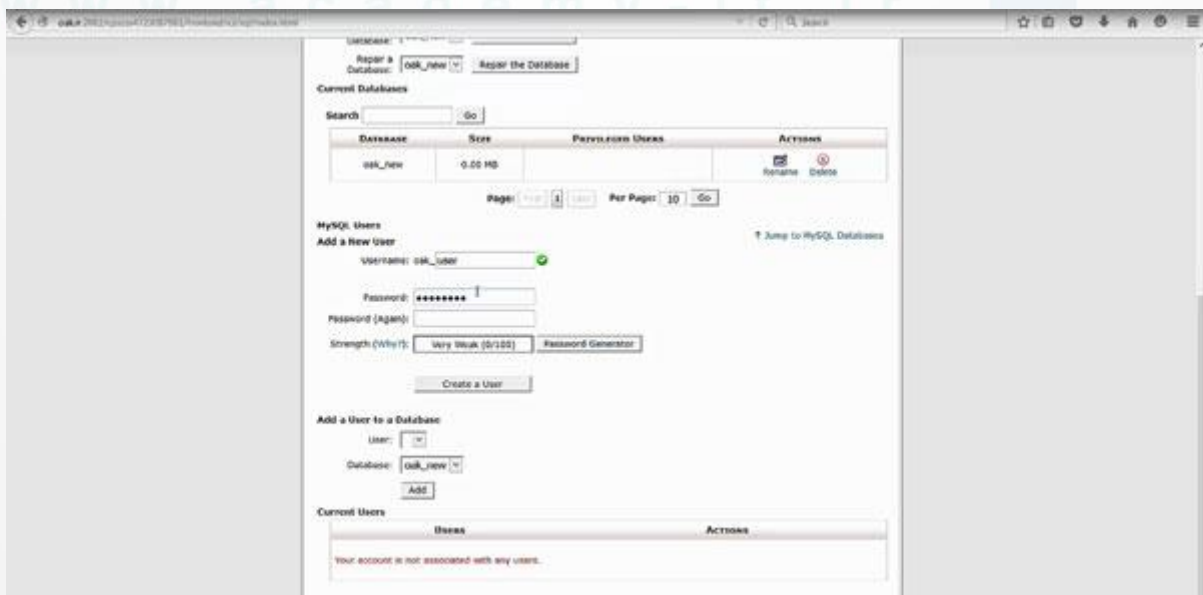 Search
Database:
Repair a Database: oak_new Repair the Database
Current Databases
Search Go
DATABASE SIZE PRIVILEGED USERS ACTIONS
oak_new 0.00 MB Rename Delete
Page: 1 Per Page: 10 Go
MySQL Users
↑ Jump to MySQL Databases
Add a New User
Username: oak_user
Password: ••••••••
Password (Again):
Strength (Why?): Very Weak (0/100) Password Generator
Create a User
Add a User to a Database
User:
Database: oak_new
Add
Current Users
USERS ACTIONS
Your account is not associated with any users.